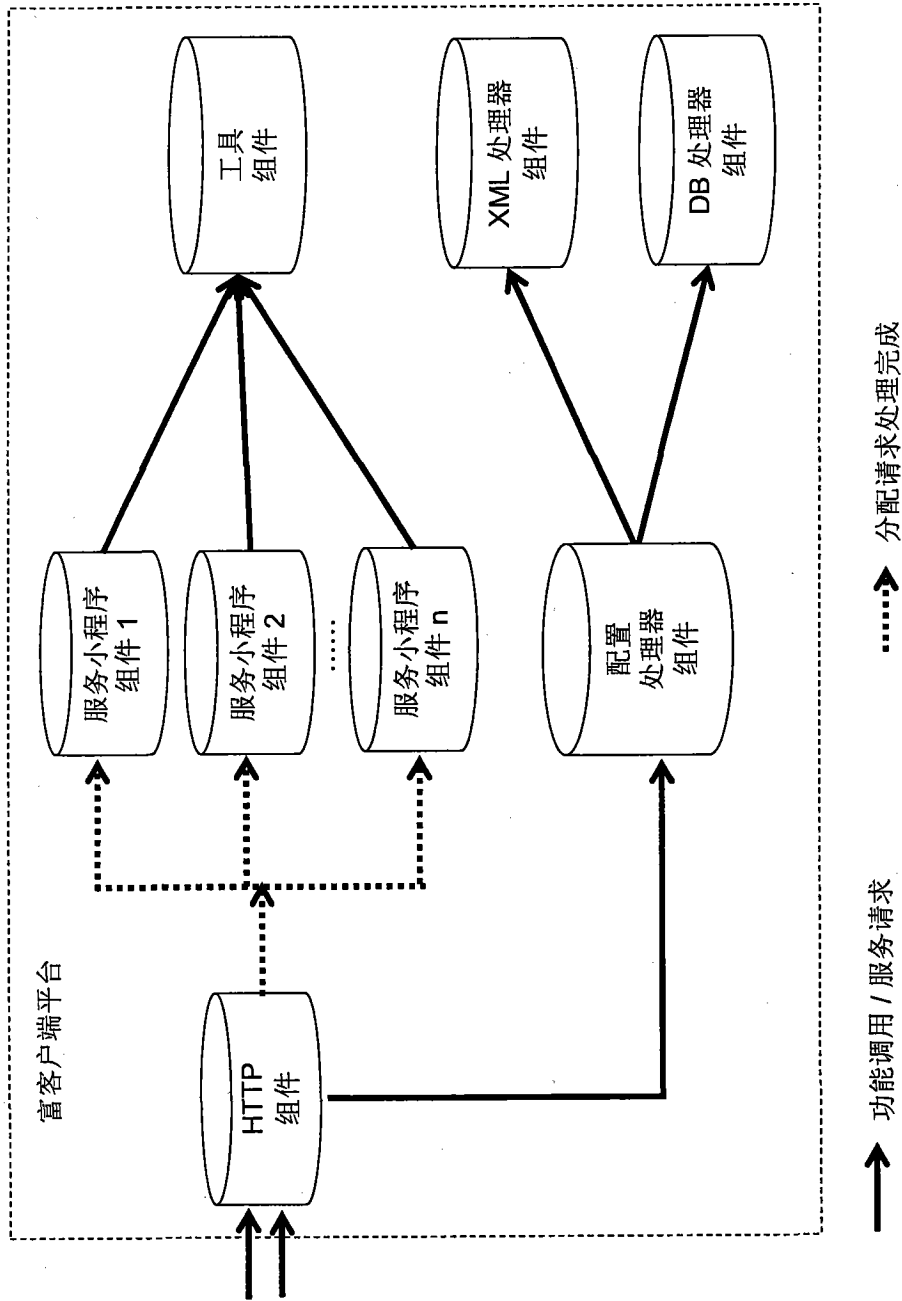 富客户端平台
HTTP
组件
服务小程序
组件 1
服务小程序
组件 2
……
服务小程序
组件 n
配置
处理器
组件
工具
组件
XML 处理器
组件
DB 处理器
组件
功能调用 / 服务请求
分配请求处理完成